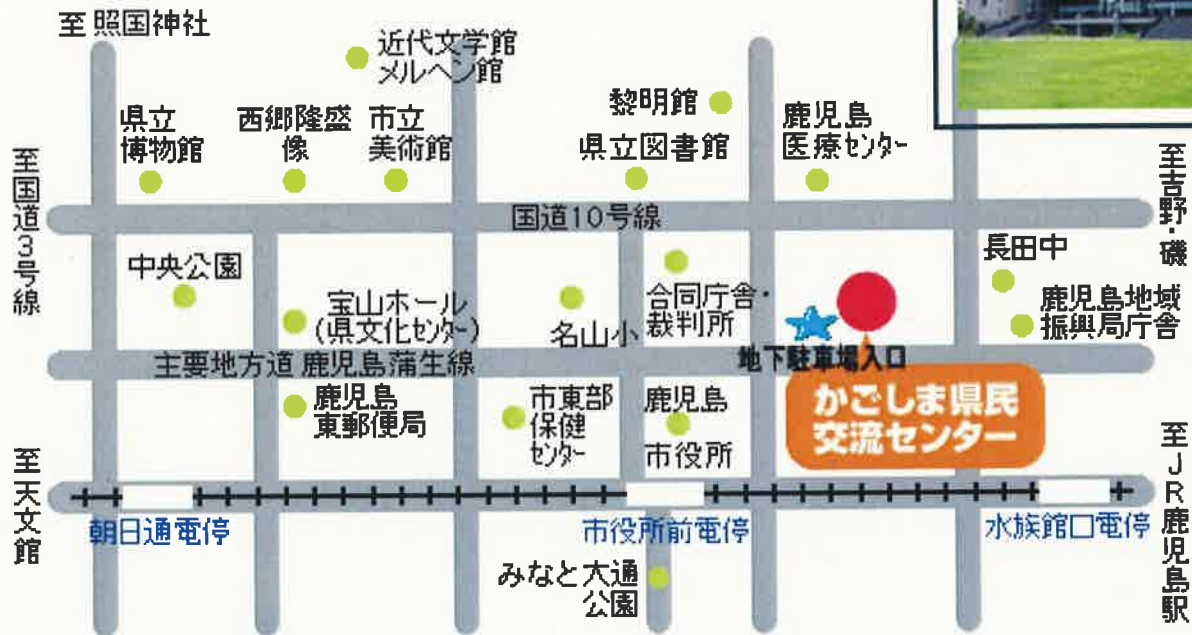 至 照国神社
近代文学館
メルヘン館
県立
博物館
西郷隆盛
像
市立
美術館
黎明館
県立図書館
鹿児島
医療センター
至国道3号線
国道10号線
至吉野・磯
中央公園
宝山ホール
(県文化センター)
名山小
合同庁舎・
裁判所
長田中
鹿児島地域
振興局庁舎
主要地方道 鹿児島蒲生線
地下駐車場入口
かごしま県民
交流センター
鹿児島
東郵便局
市東部
保健
センター
鹿児島
市役所
至天文館
至JR鹿児島駅
朝日通電停
市役所前電停
水族館口電停
みなと大通
公園